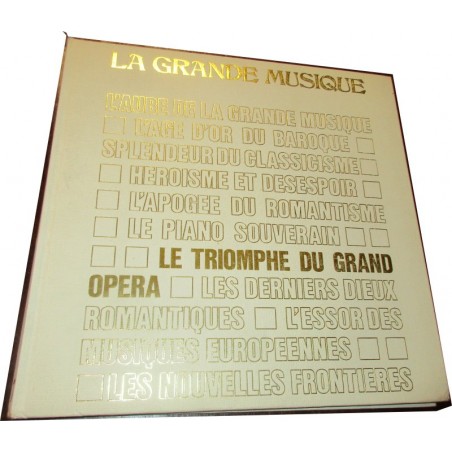 LA GRANDE MUSIQUE
L'AUBE DE LA GRANDE MUSIQUE
L'AGE D'OR DU BAROQUE
SPLENDEUR DU CLASSICISME
HEROISME ET DESESPOIR
L'APOGEE DU ROMANTISME
LE PIANO SOUVERAIN
LE TRIOMPHE DU GRAND
OPERA LES DERNIERS DIEUX
ROMANTIQUES L'ESSOR DES
MUSIQUES EUROPEENNES
LES NOUVELLES FRONTIERES